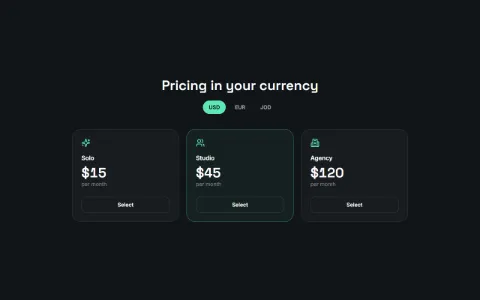 Pricing in your currency
USD EUR JOD
Solo
$15
per month
Select
Studio
$45
per month
Select
Agency
$120
per month
Select